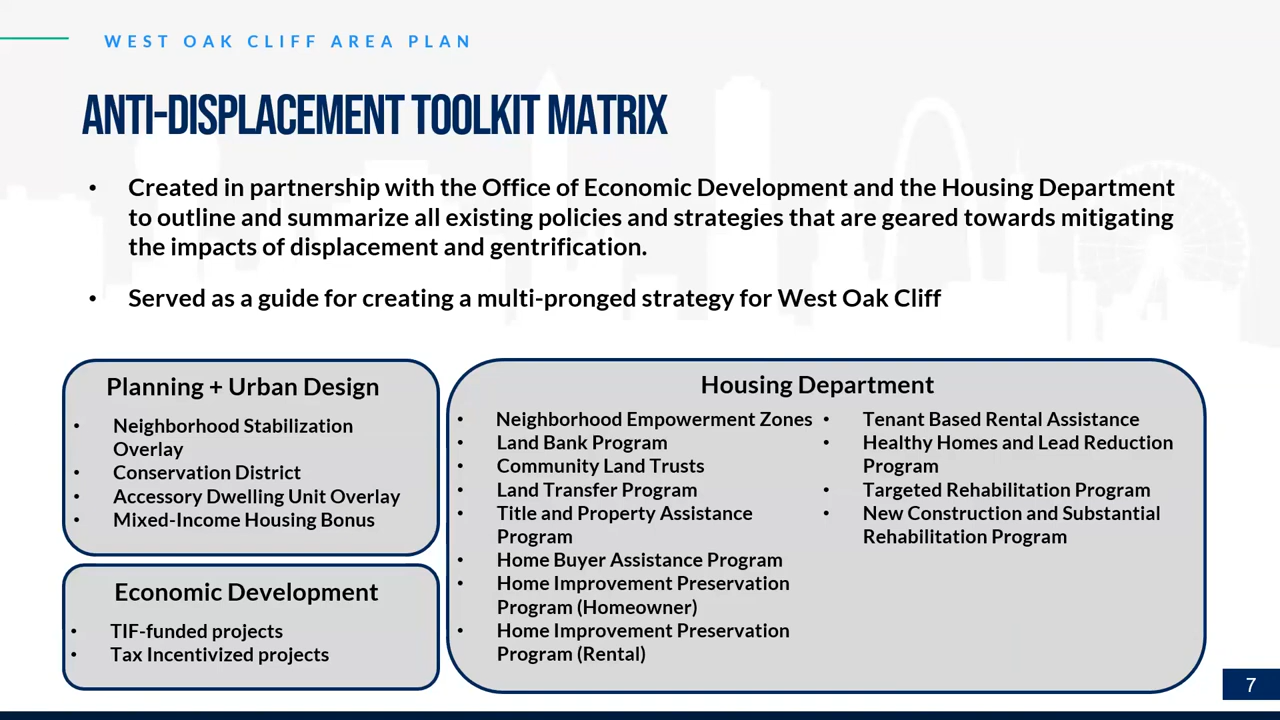 WEST OAK CLIFF AREA PLAN
ANTI-DISPLACEMENT TOOLKIT MATRIX
• Created in partnership with the Office of Economic Development and the Housing Department
to outline and summarize all existing policies and strategies that are geared towards mitigating
the impacts of displacement and gentrification.
• Served as a guide for creating a multi-pronged strategy for West Oak Cliff
Planning + Urban Design
• Neighborhood Stabilization
Overlay
• Conservation District
• Accessory Dwelling Unit Overlay
• Mixed-Income Housing Bonus
Economic Development
• TIF-funded projects
• Tax Incentivized projects
Housing Department
• Neighborhood Empowerment Zones
• Land Bank Program
• Community Land Trusts
• Land Transfer Program
• Title and Property Assistance
Program
• Home Buyer Assistance Program
• Home Improvement Preservation
Program (Homeowner)
• Home Improvement Preservation
Program (Rental)
• Tenant Based Rental Assistance
• Healthy Homes and Lead Reduction
Program
• Targeted Rehabilitation Program
• New Construction and Substantial
Rehabilitation Program
7